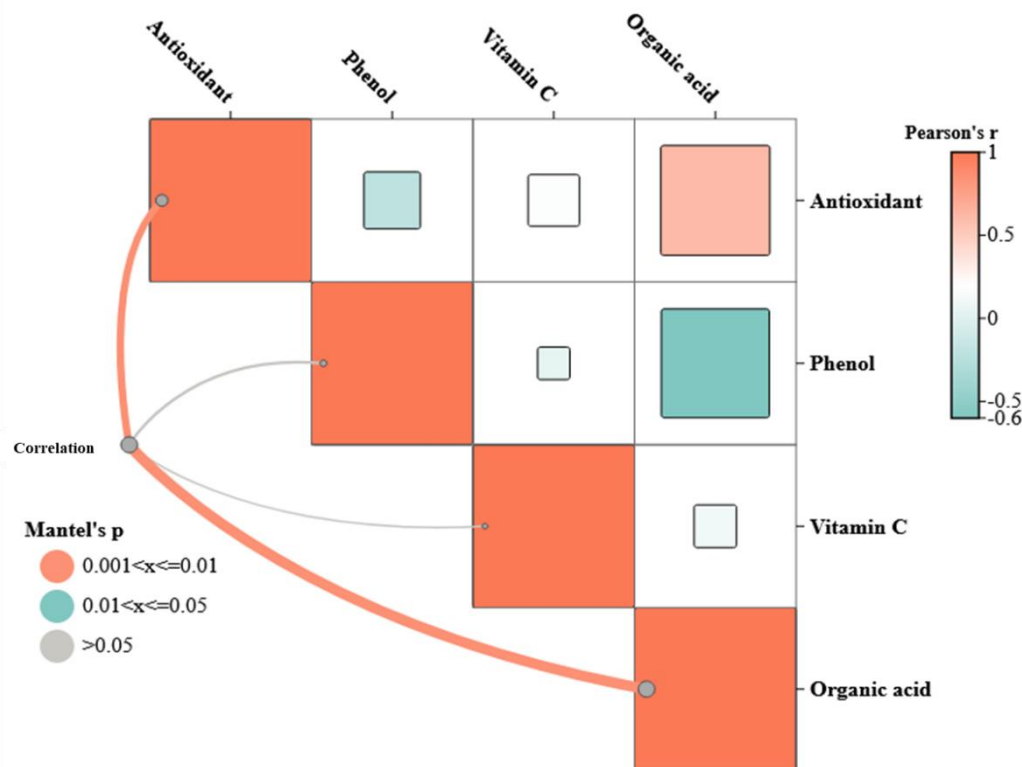 Antioxidant
Phenol
Vitamin C
Organic acid
Pearson's r
1
0.5
0
-0.5
-0.6
Antioxidant
Phenol
Vitamin C
Organic acid
Correlation
Mantel's p
0.001<x<=0.01
0.01<x<=0.05
>0.05